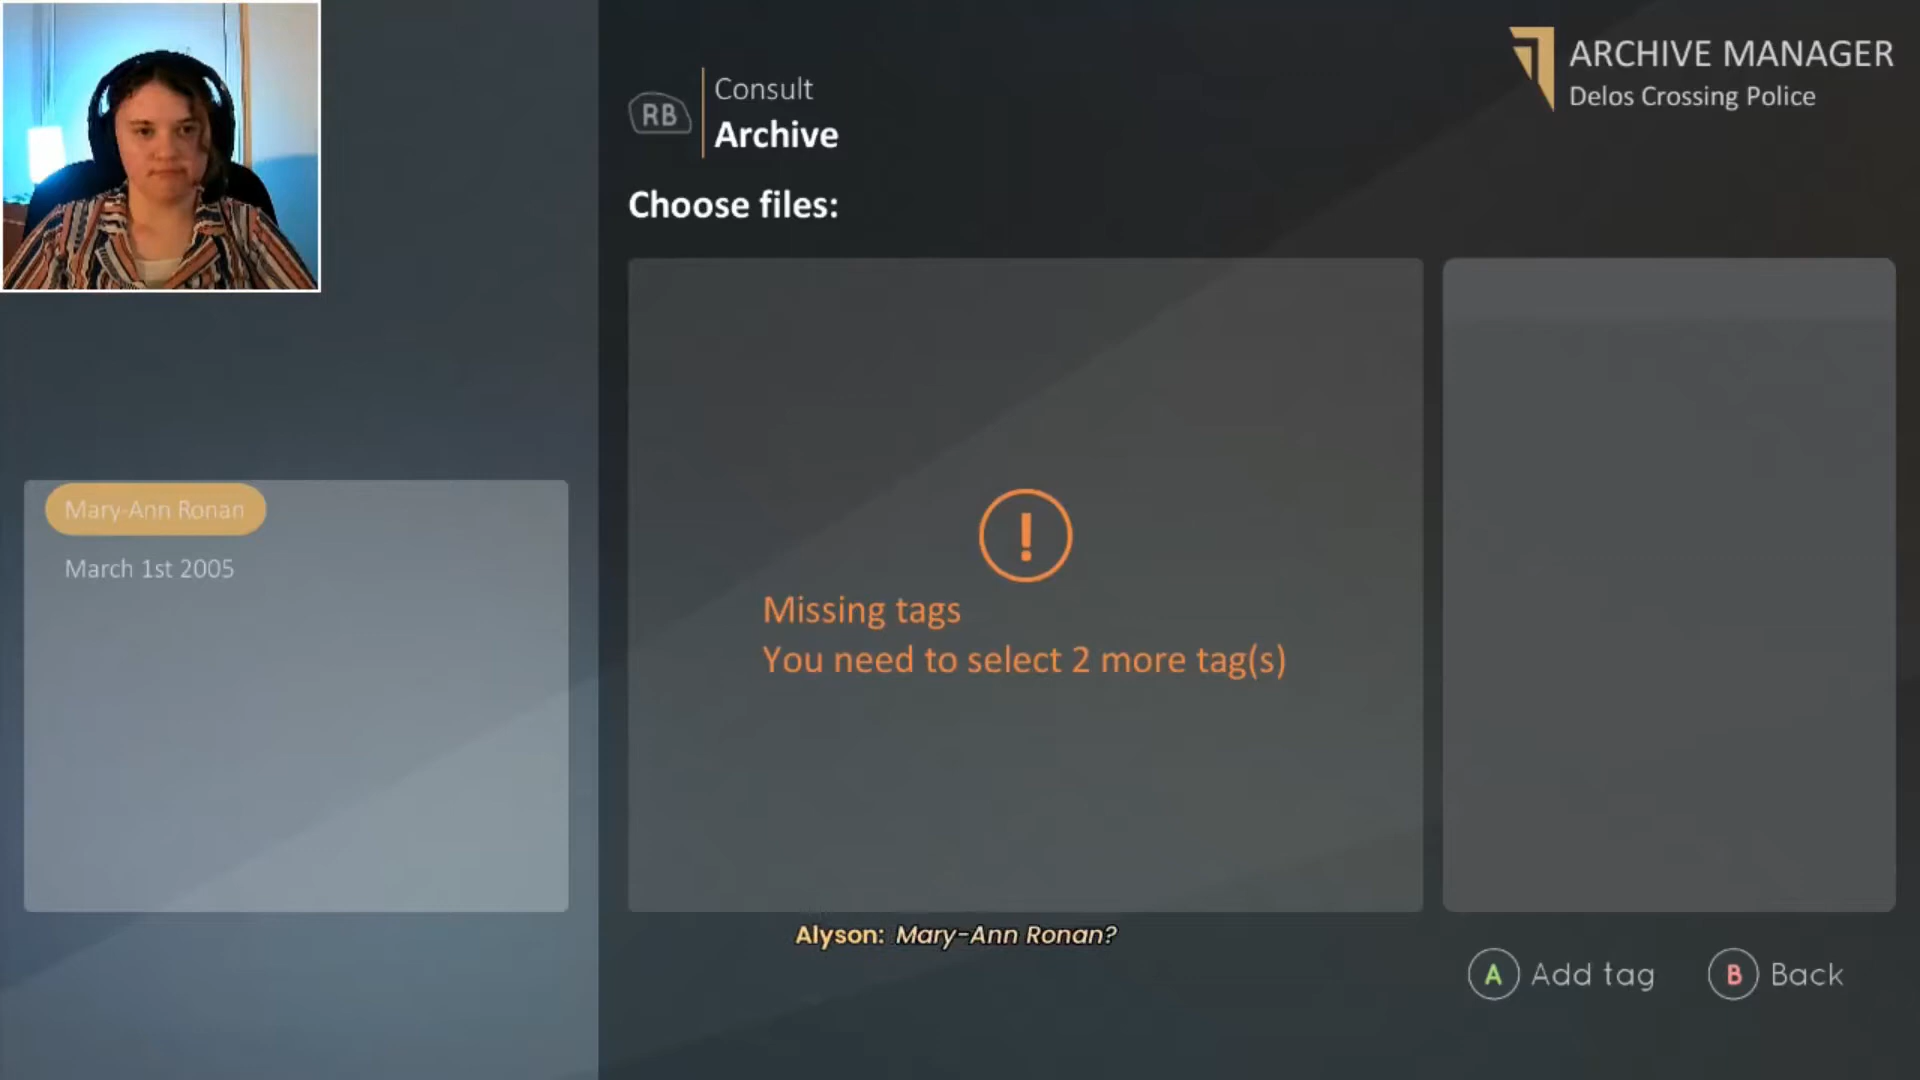 ARCHIVE MANAGER
Delos Crossing Police
RB
Consult
Archive
Choose files:
Mary-Ann Ronan
March 1st 2005
!
Missing tags
You need to select 2 more tag(s)
Alyson: Mary-Ann Ronan?
A Add tag
B Back